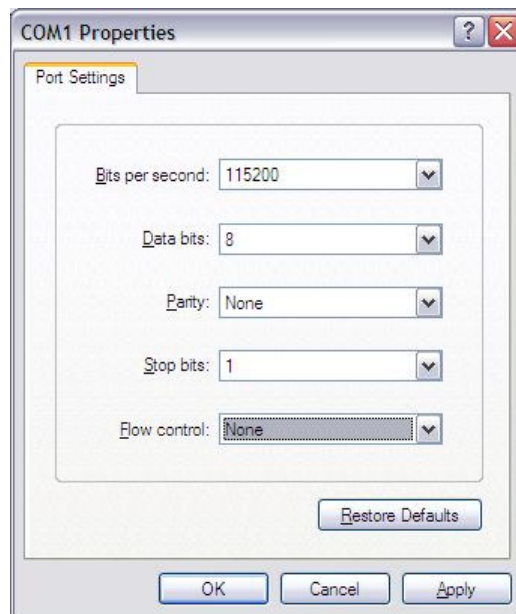 COM1 Properties
Port Settings
Bits per second: 115200
Data bits: 8
Parity: None
Stop bits: 1
Flow control: None
Restore Defaults
OK Cancel Apply